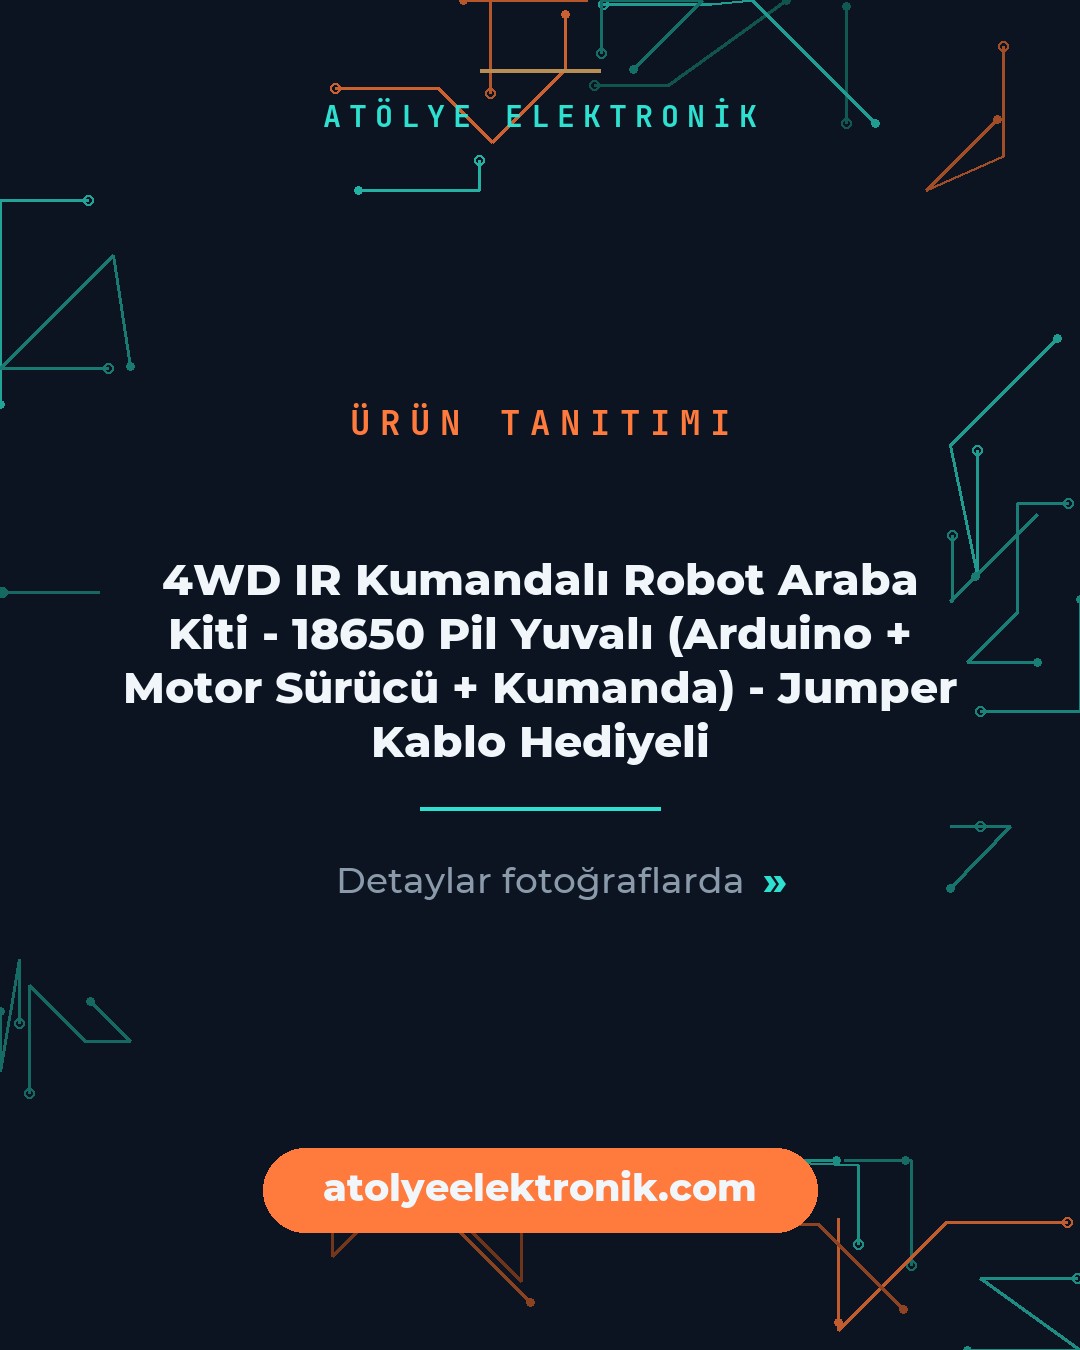 ATÖLYE ELEKTRONİK
ÜRÜN TANITIMI
4WD IR Kumandalı Robot Araba
Kiti - 18650 Pil Yuvalı (Arduino +
Motor Sürücü + Kumanda) - Jumper
Kablo Hediyeli
Detaylar fotoğraflarda »
atolyeelektronik.com